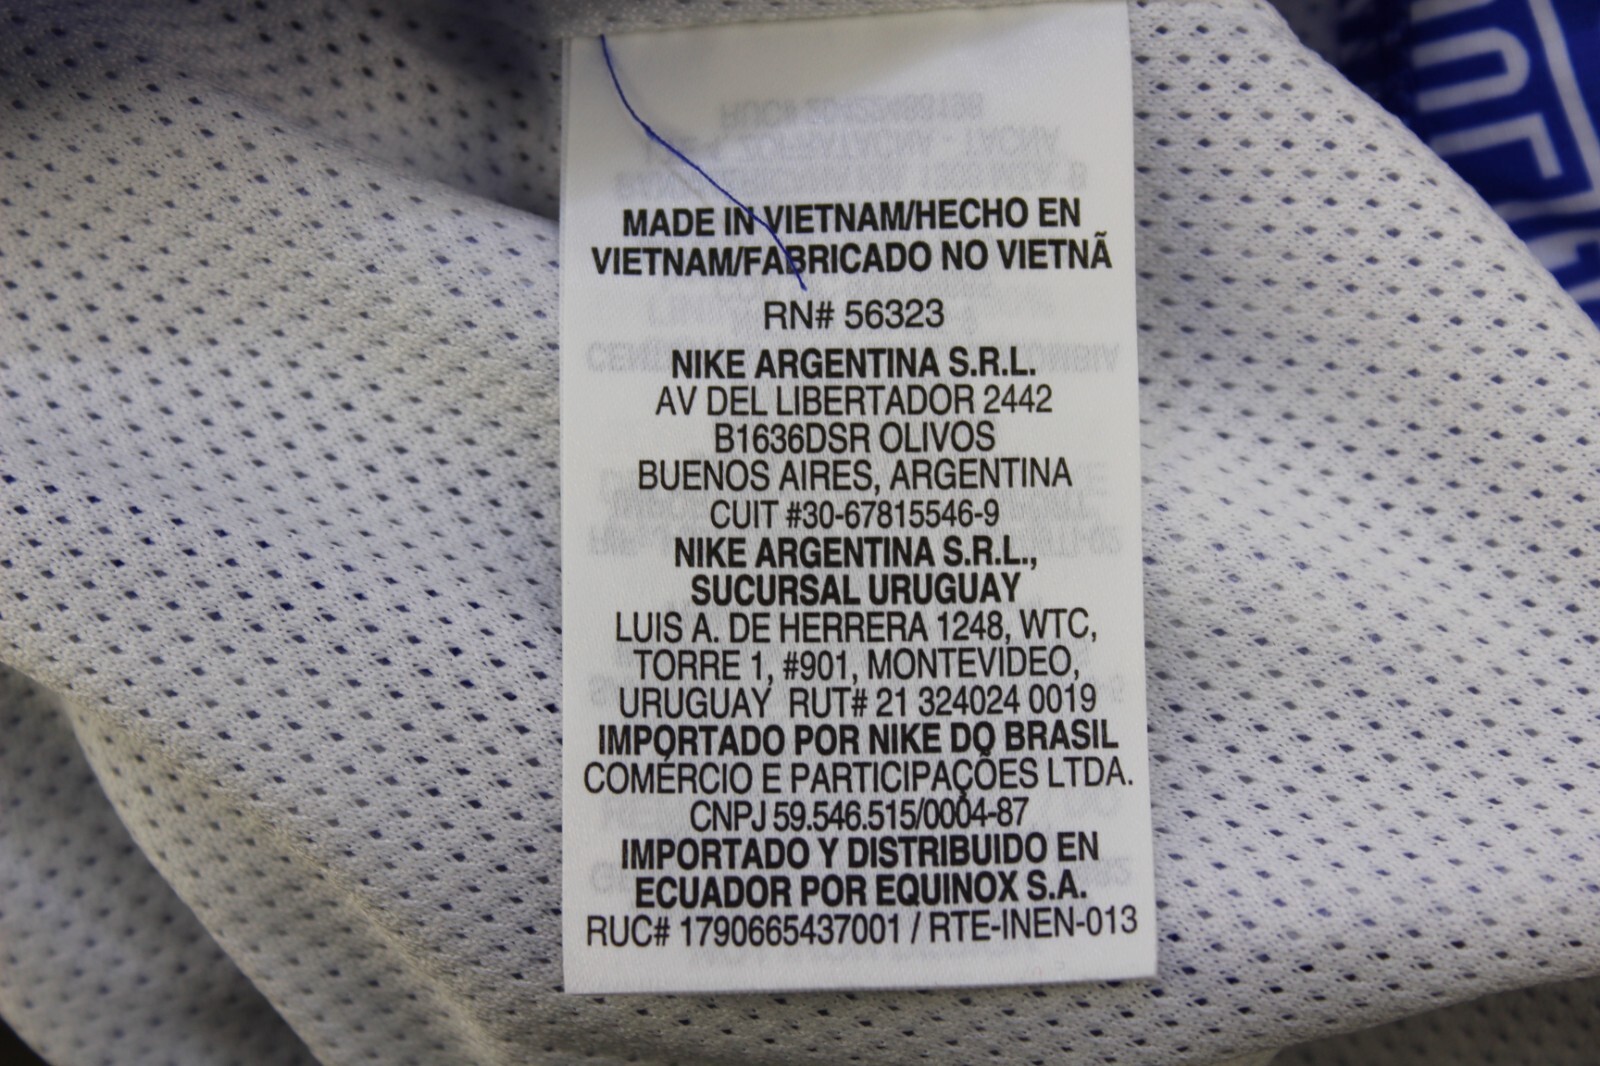 MADE IN VIETNAM/HECHO EN
VIETNAM/FABRICADO NO VIETNÃ
RN# 56323
NIKE ARGENTINA S.R.L.
AV DEL LIBERTADOR 2442
B1636DSR OLIVOS
BUENOS AIRES, ARGENTINA
CUIT #30-67815546-9
NIKE ARGENTINA S.R.L.,
SUCURSAL URUGUAY
LUIS A. DE HERRERA 1248, WTC,
TORRE 1, #901, MONTEVIDEO,
URUGUAY RUT# 21 324024 0019
IMPORTADO POR NIKE DO BRASIL
COMÉRCIO E PARTICIPAÇÕES LTDA.
CNPJ 59.546.515/0004-87
IMPORTADO Y DISTRIBUIDO EN
ECUADOR POR EQUINOX S.A.
RUC# 1790665437001 / RTE-INEN-013